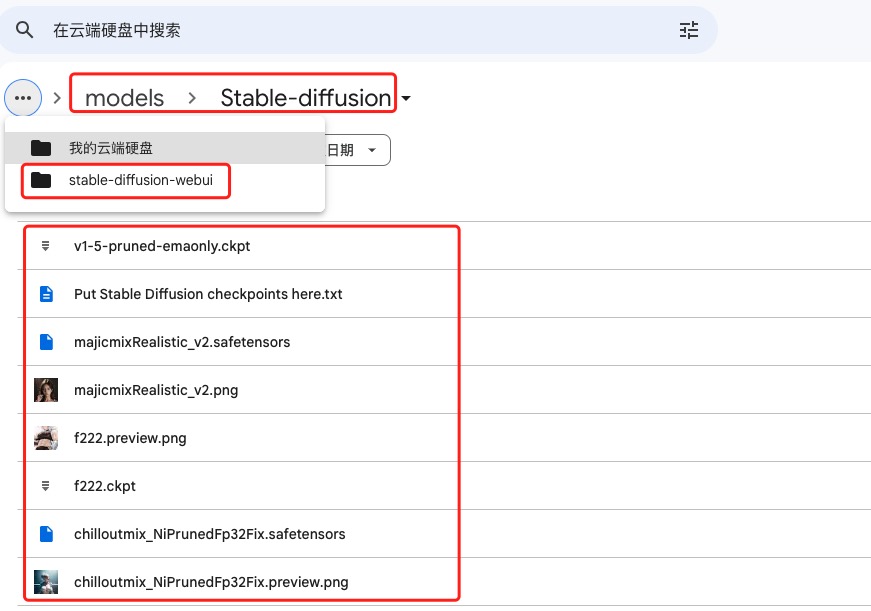 在云端硬盘中搜索
models
Stable-diffusion
我的云端硬盘
日期
stable-diffusion-webui
v1-5-pruned-emaonly.ckpt
Put Stable Diffusion checkpoints here.txt
majicmixRealistic_v2.safetensors
majicmixRealistic_v2.png
f222.preview.png
f222.ckpt
chilloutmix_NiPrunedFp32Fix.safetensors
chilloutmix_NiPrunedFp32Fix.preview.png